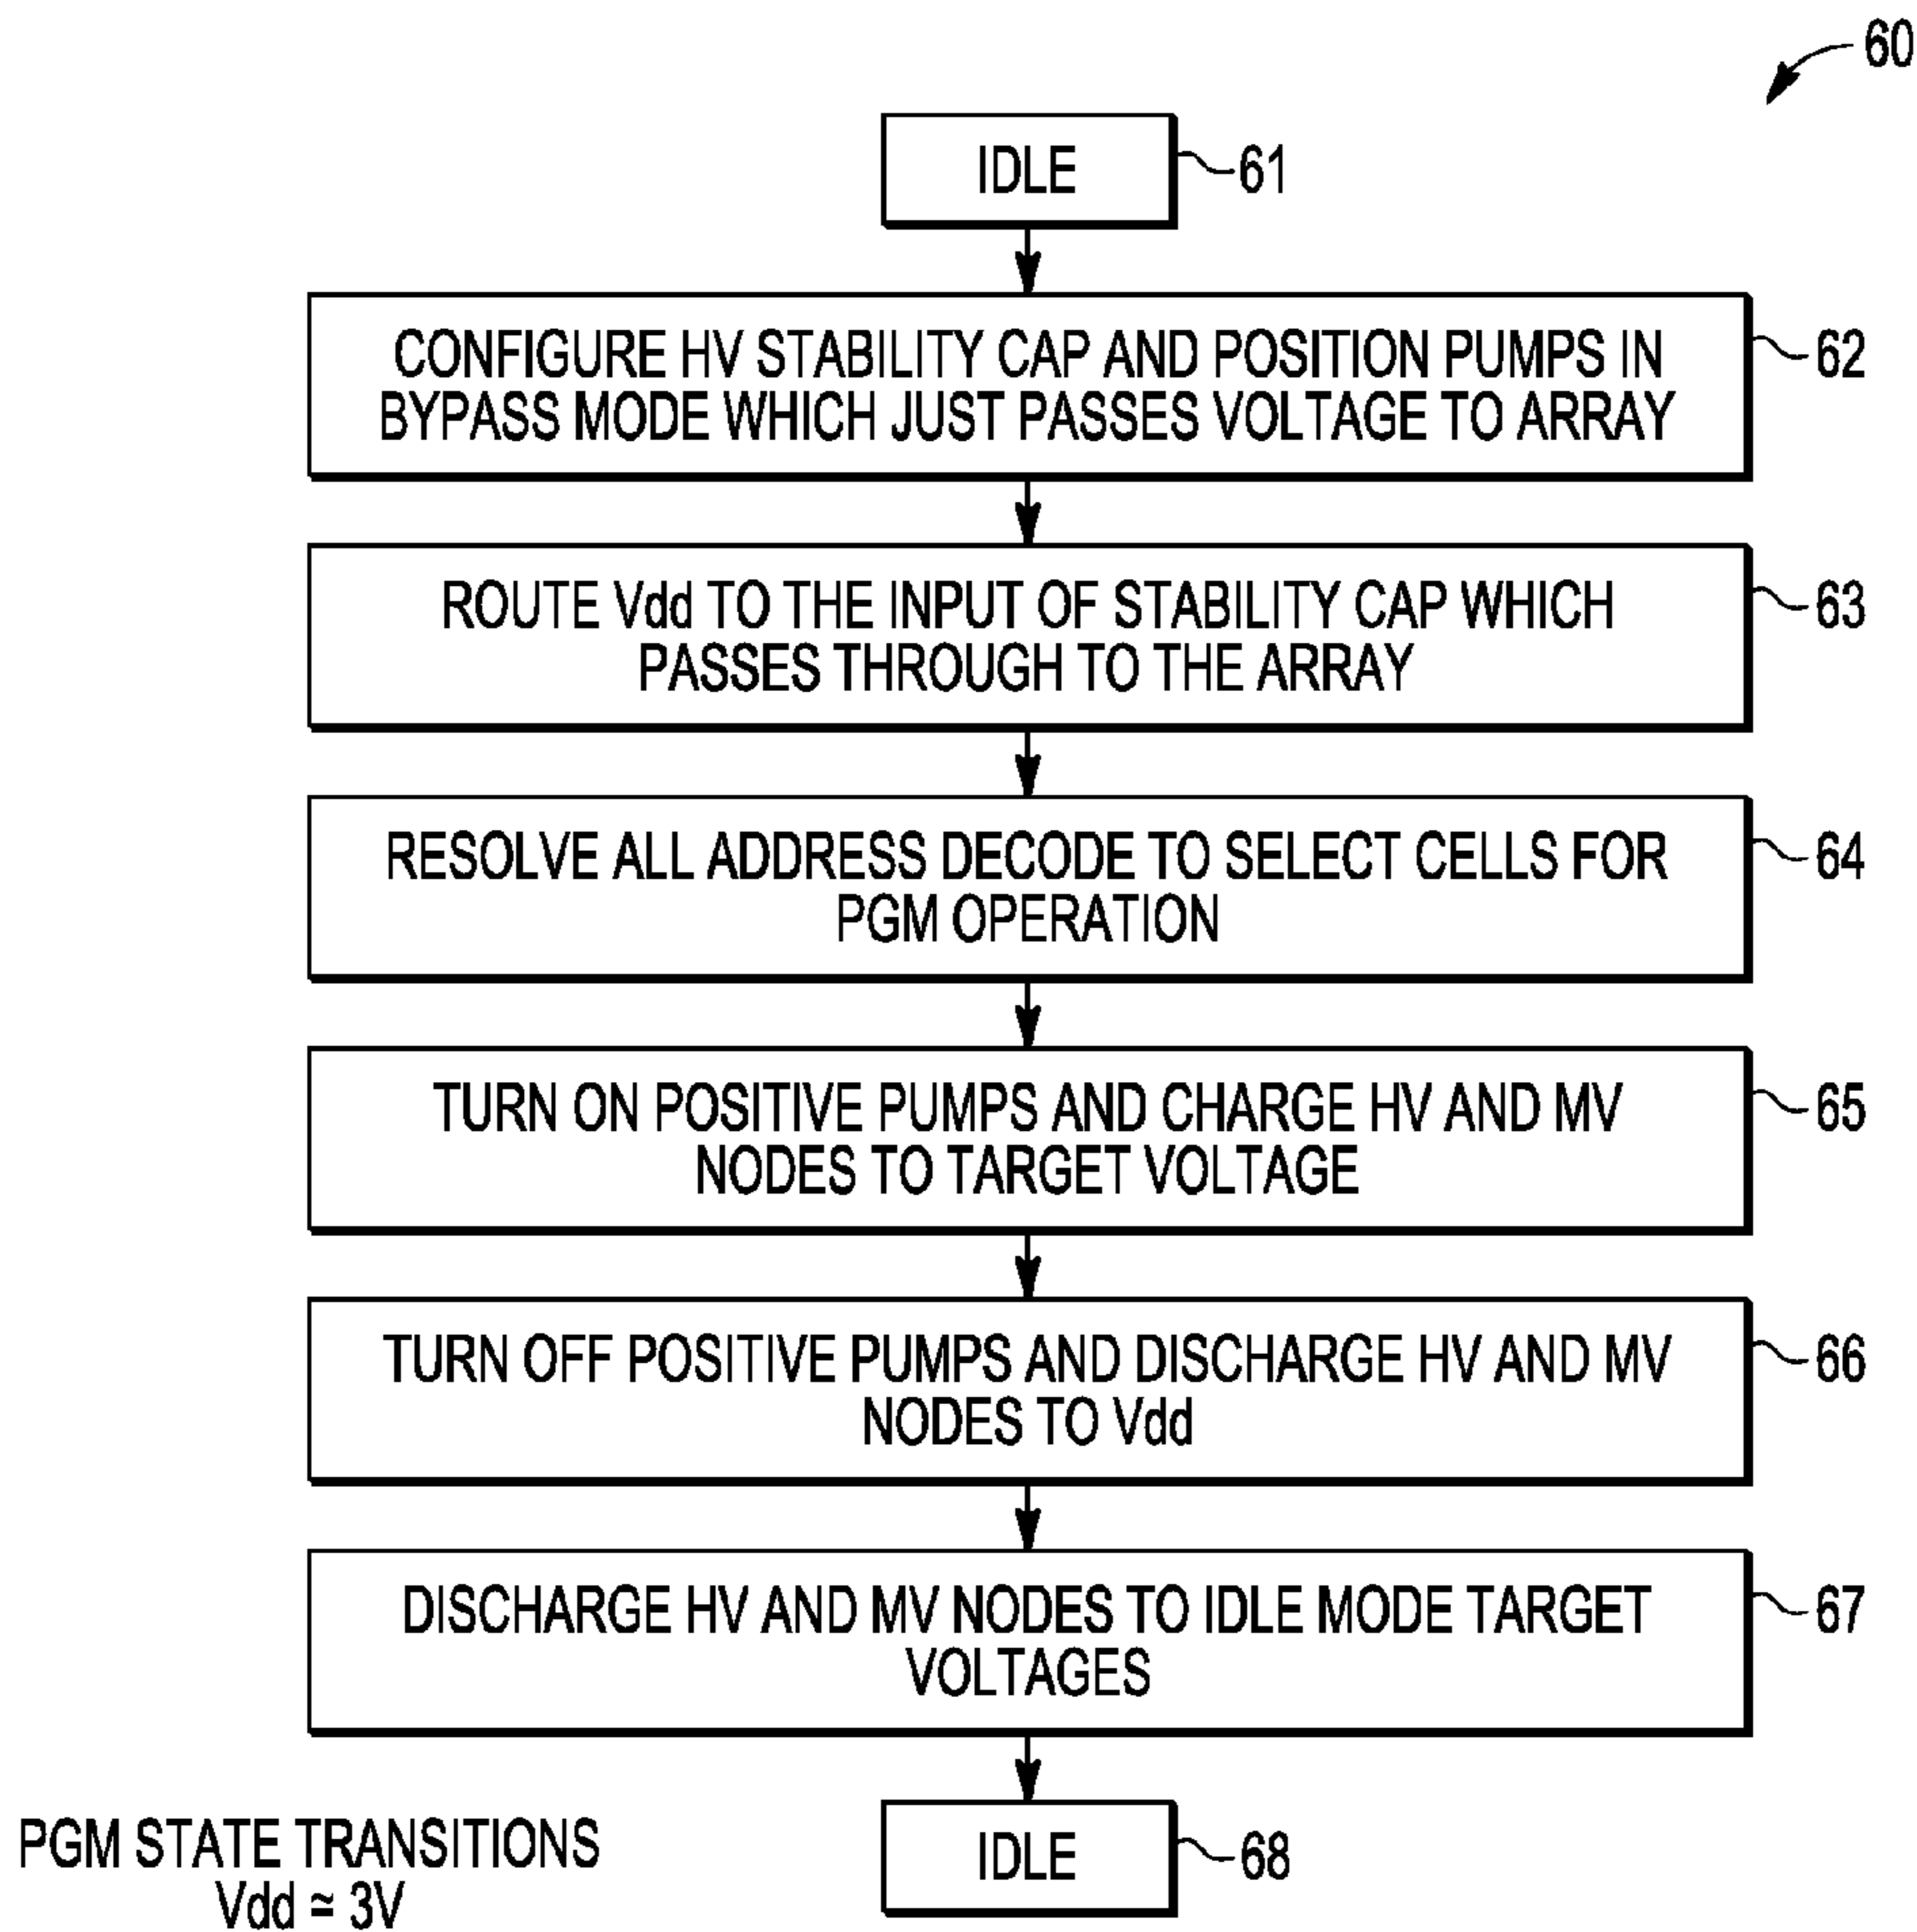 60
IDLE
61
CONFIGURE HV STABILITY CAP AND POSITION PUMPS IN
BYPASS MODE WHICH JUST PASSES VOLTAGE TO ARRAY
62
ROUTE Vdd TO THE INPUT OF STABILITY CAP WHICH
PASSES THROUGH TO THE ARRAY
63
RESOLVE ALL ADDRESS DECODE TO SELECT CELLS FOR
PGM OPERATION
64
TURN ON POSITIVE PUMPS AND CHARGE HV AND MV
NODES TO TARGET VOLTAGE
65
TURN OFF POSITIVE PUMPS AND DISCHARGE HV AND MV
NODES TO Vdd
66
DISCHARGE HV AND MV NODES TO IDLE MODE TARGET
VOLTAGES
67
IDLE
68
PGM STATE TRANSITIONS
Vdd ≃ 3V